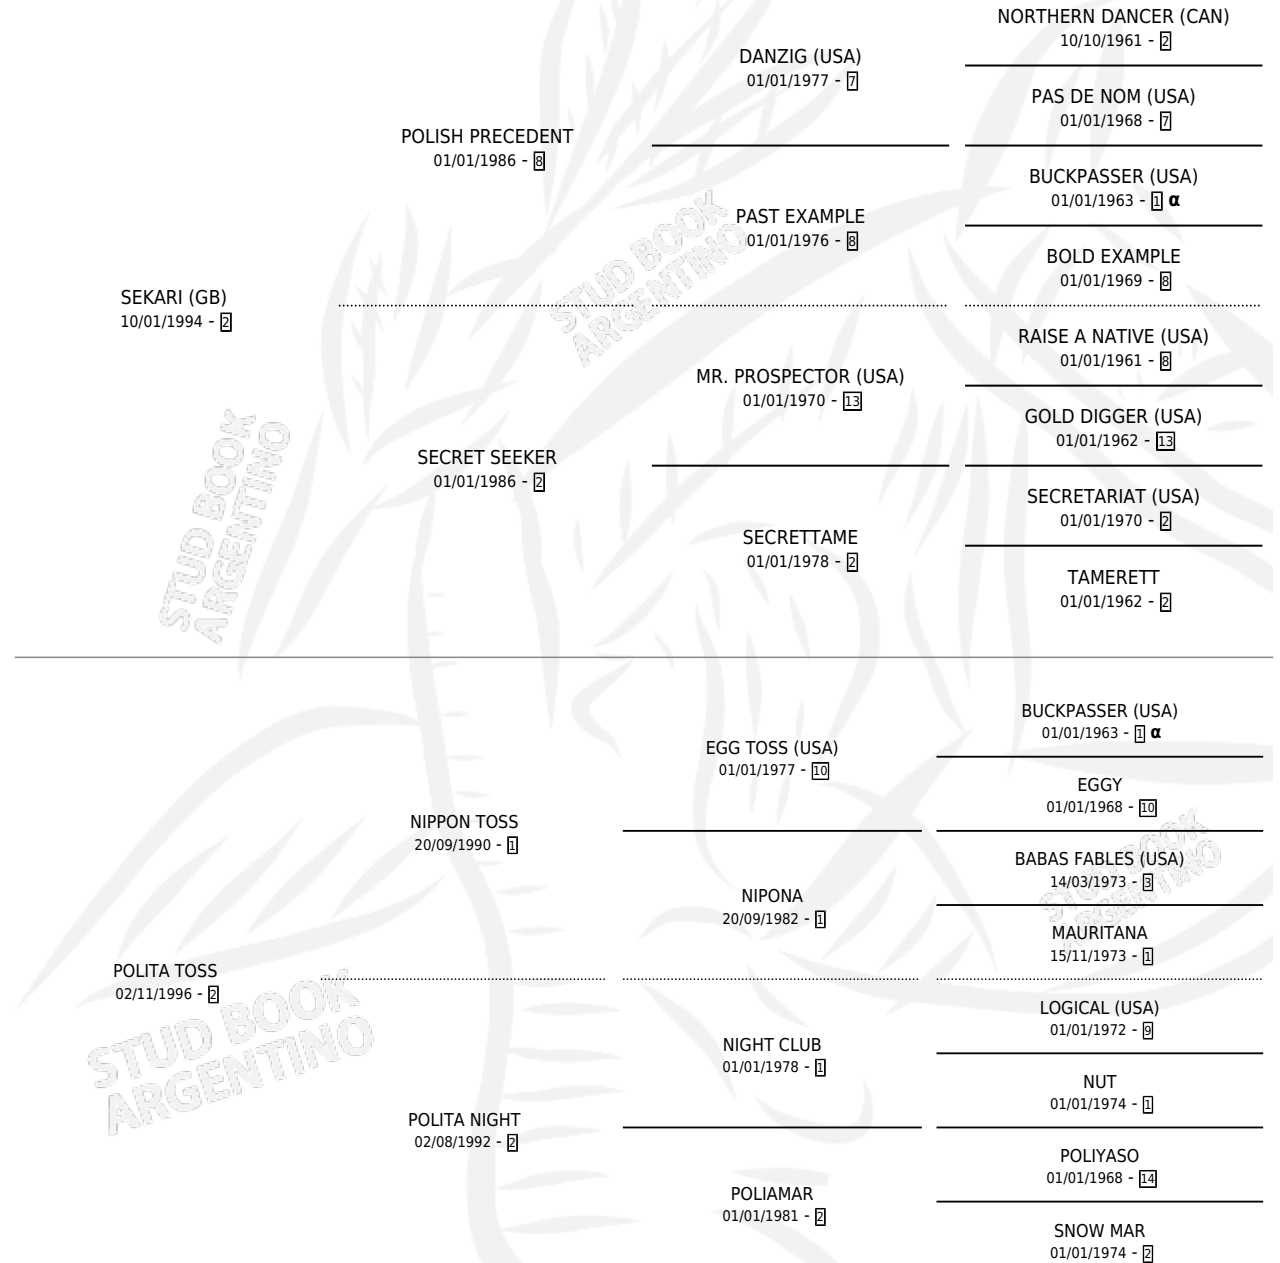 NORTHERN DANCER (CAN)
10/10/1961 - 2
DANZIG (USA)
01/01/1977 - 7
PAS DE NOM (USA)
01/01/1968 - 7
POLISH PRECEDENT
01/01/1986 - 8
BUCKPASSER (USA)
01/01/1963 - 1 α
PAST EXAMPLE
01/01/1976 - 8
BOLD EXAMPLE
01/01/1969 - 8
STUD BOOK
ARGENTINO
SEKARI (GB)
10/01/1994 - 2
RAISE A NATIVE (USA)
01/01/1961 - 8
MR. PROSPECTOR (USA)
01/01/1970 - 13
GOLD DIGGER (USA)
01/01/1962 - 13
SECRET SEEKER
01/01/1986 - 2
SECRETARIAT (USA)
01/01/1970 - 2
SECRETTAME
01/01/1978 - 2
TAMERETT
01/01/1962 - 2
STUD BOOK
ARGENTINO
BUCKPASSER (USA)
01/01/1963 - 1 α
EGG TOSS (USA)
01/01/1977 - 10
EGGY
01/01/1968 - 10
NIPPON TOSS
20/09/1990 - 1
BABAS FABLES (USA)
14/03/1973 - 3
NIPONA
20/09/1982 - 1
MAURITANA
15/11/1973 - 1
STUD BOOK
ARGENTINO
POLITA TOSS
02/11/1996 - 2
LOGICAL (USA)
01/01/1972 - 9
NIGHT CLUB
01/01/1978 - 1
NUT
01/01/1974 - 1
POLITA NIGHT
02/08/1992 - 2
POLIYASO
01/01/1968 - 14
POLIAMAR
01/01/1981 - 2
SNOW MAR
01/01/1974 - 2
STUD BOOK
ARGENTINO